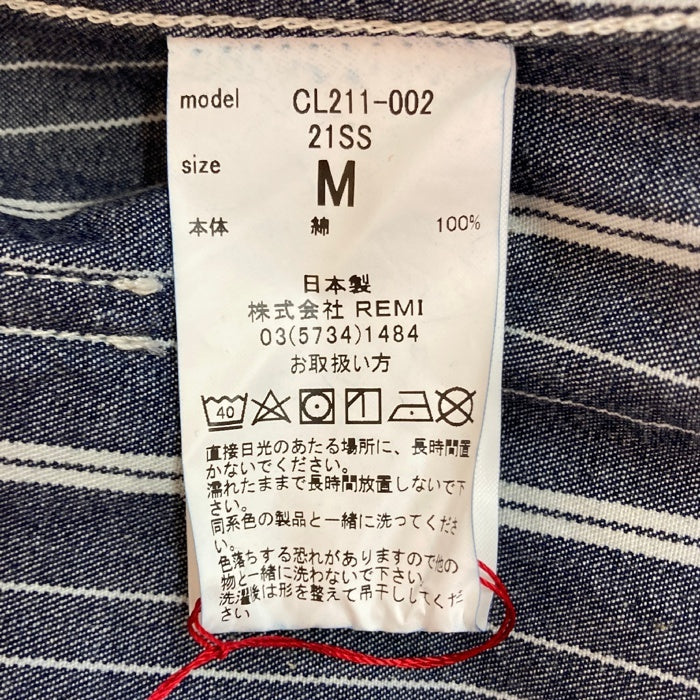 model CL211-002
21SS
size M
本体 綿 100%
日本製
株式会社 REMI
03(5734)1484
お取扱い方
40
直接日光のあたる場所に、長時間置
かないでください。
濡れたままで長時間放置しないで下
さい。
同系色の製品と一緒に洗ってくださ
い。
色落ちする恐れがありますので他の
物と一緒に洗わないで下さい。
洗濯後は形を整えて吊干ししてくだ
さい